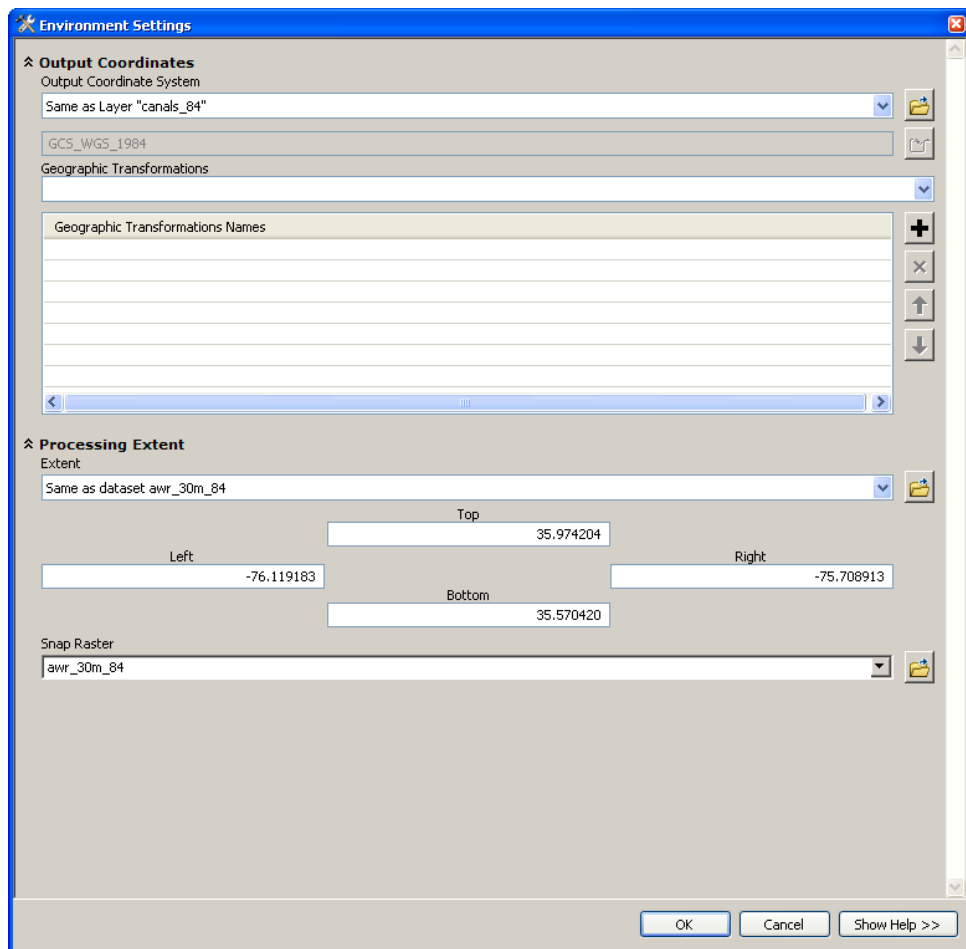 Environment Settings
Output Coordinates
Output Coordinate System
Same as Layer "canals_84"
GCS_WGS_1984
Geographic Transformations
Geographic Transformations Names
Processing Extent
Extent
Same as dataset awr_30m_84
Top
35.974204
Left Right
-76.119183 -75.708913
Bottom
35.570420
Snap Raster
awr_30m_84
OK Cancel Show Help >>